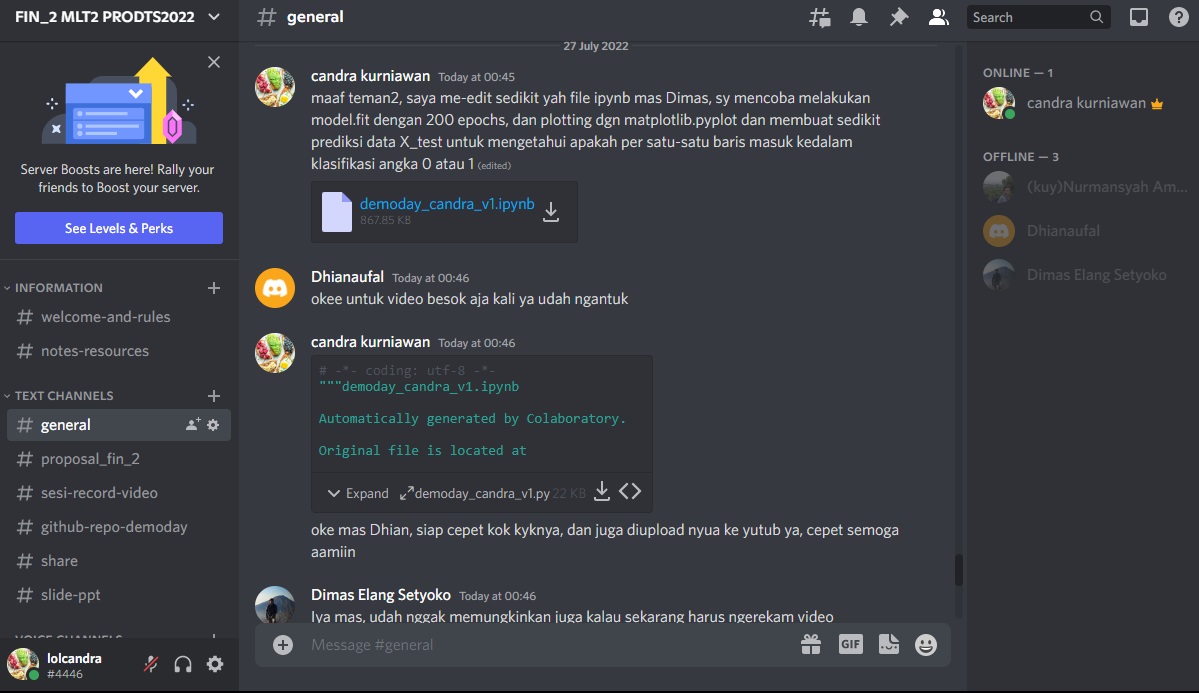 FIN_2 MLT2 PRODTS2022
Server Boosts are here! Rally your
friends to Boost your server.
See Levels & Perks
INFORMATION
welcome-and-rules
notes-resources
TEXT CHANNELS
general
proposal_fin_2
sesi-record-video
github-repo-demoday
share
slide-ppt
lolcandra
#4446
general
Search
27 July 2022
candra kurniawan Today at 00:45
maaf teman2, saya me-edit sedikit yah file ipynb mas Dimas, sy mencoba melakukan
model.fit dengan 200 epochs, dan plotting dgn matplotlib.pyplot dan membuat sedikit
prediksi data X_test untuk mengetahui apakah per satu-satu baris masuk kedalam
klasifikasi angka 0 atau 1 (edited)
demoday_candra_v1.ipynb
867.85 KB
Dhianaufal Today at 00:46
okee untuk video besok aja kali ya udah ngantuk
candra kurniawan Today at 00:46
# -*- coding: utf-8 -*-
"""demoday_candra_v1.ipynb
Automatically generated by Colaboratory.
Original file is located at
Expand demoday_candra_v1.py 22 KB
oke mas Dhian, siap cepet kok kyknya, dan juga diupload nyua ke yutub ya, cepet semoga
aamiin
Dimas Elang Setyoko Today at 00:46
Iya mas, udah nggak memungkinkan juga kalau sekarang harus ngerekam video
Message #general
GIF
ONLINE — 1
candra kurniawan
OFFLINE — 3
(kuy)Nurmansyah Am...
Dhianaufal
Dimas Elang Setyoko